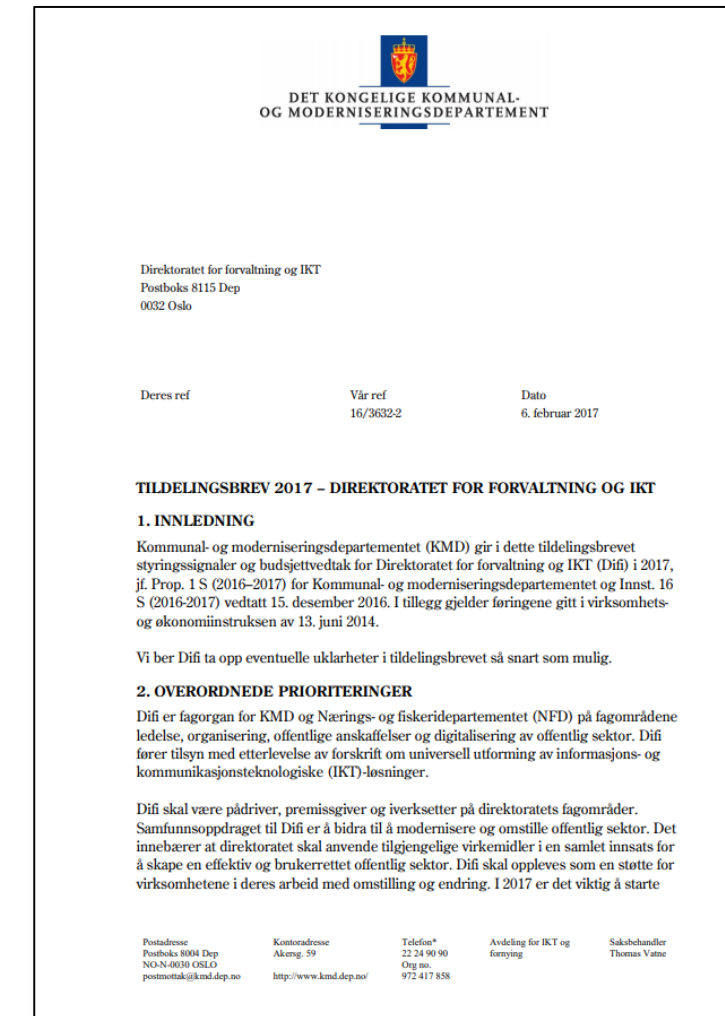 DET KONGELIGE KOMMUNAL-
OG MODERNISERINGSDEPARTEMENT
Direktoratet for forvaltning og IKT
Postboks 8115 Dep
0032 Oslo
Deres ref Vår ref Dato
16/3632-2 6. februar 2017
TILDELINGSBREV 2017 – DIREKTORATET FOR FORVALTNING OG IKT
1. INNLEDNING
Kommunal- og moderniseringsdepartementet (KMD) gir i dette tildelingsbrevet
styringssignaler og budsjettvedtak for Direktoratet for forvaltning og IKT (Difi) i 2017,
jf. Prop. 1 S (2016–2017) for Kommunal- og moderniseringsdepartementet og Innst. 16
S (2016-2017) vedtatt 15. desember 2016. I tillegg gjelder føringene gitt i virksomhets-
og økonomiinstruksen av 13. juni 2014.
Vi ber Difi ta opp eventuelle uklarheter i tildelingsbrevet så snart som mulig.
2. OVERORDNEDE PRIORITERINGER
Difi er fagorgan for KMD og Nærings- og fiskeridepartementet (NFD) på fagområdene
ledelse, organisering, offentlige anskaffelser og digitalisering av offentlig sektor. Difi
fører tilsyn med etterlevelse av forskrift om universell utforming av informasjons- og
kommunikasjonsteknologiske (IKT)-løsninger.
Difi skal være pådriver, premissgiver og iverksetter på direktoratets fagområder.
Samfunnsoppdraget til Difi er å bidra til å modernisere og omstille offentlig sektor. Det
innebærer at direktoratet skal anvende tilgjengelige virkemidler i en samlet innsats for
å skape en effektiv og brukerrettet offentlig sektor. Difi skal oppleves som en støtte for
virksomhetene i deres arbeid med omstilling og endring. I 2017 er det viktig å starte
Postadresse Kontoradresse Telefon* Avdeling for IKT og Saksbehandler
Postboks 8004 Dep Akersg. 59 22 24 90 90 fornying Thomas Vatne
NO-N-0030 OSLO Org no.
postmottak@kmd.dep.no http://www.kmd.dep.no/ 972 417 858